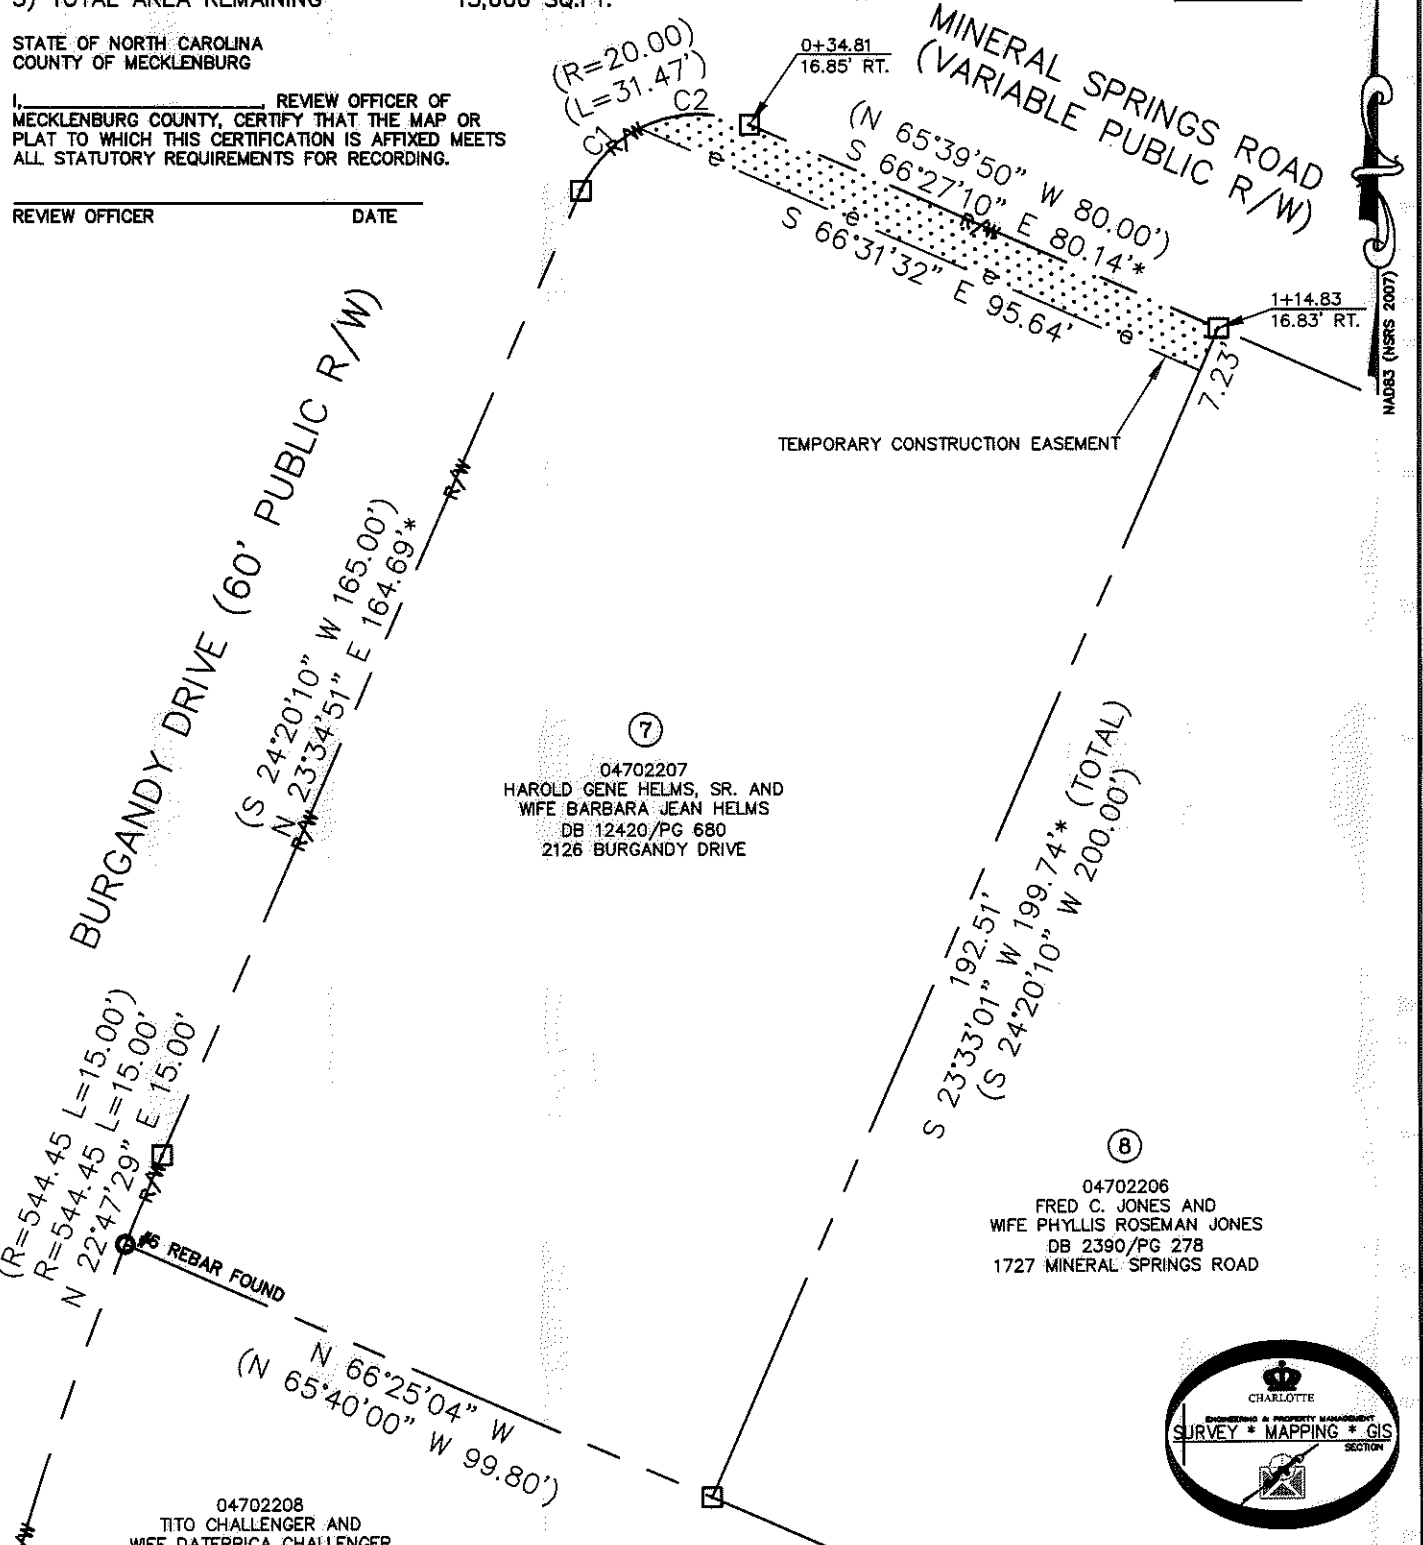 STATE OF NORTH CAROLINA
COUNTY OF MECKLENBURG
I,____________________, REVIEW OFFICER OF
MECKLENBURG COUNTY, CERTIFY THAT THE MAP OR
PLAT TO WHICH THIS CERTIFICATION IS AFFIXED MEETS
ALL STATUTORY REQUIREMENTS FOR RECORDING.
REVIEW OFFICER DATE
3) TOTAL AREA REMAINING
(R=20.00)
(L=31.47')
C1
C2
R/W
0+34.81
16.85' RT.
MINERAL SPRINGS ROAD
(VARIABLE PUBLIC R/W)
(N 65°39'50" W 80.00')
S 66°27'10" E 80.14'*
R/W
S 66°31'32" E 95.64'
e
e
e
e
1+14.83
16.83' RT.
7.23'
NAD83 (NSRS 2007)
TEMPORARY CONSTRUCTION EASEMENT
BURGANDY DRIVE (60' PUBLIC R/W)
R/W
(S 24°20'10" W 165.00')
N 23°34'51" E 164.69'*
R/W
7
04702207
HAROLD GENE HELMS, SR. AND
WIFE BARBARA JEAN HELMS
DB 12420/PG 680
2126 BURGANDY DRIVE
192.51'
S 23°33'01" W 199.74'* (TOTAL)
(S 24°20'10" W 200.00')
8
04702206
FRED C. JONES AND
WIFE PHYLLIS ROSEMAN JONES
DB 2390/PG 278
1727 MINERAL SPRINGS ROAD
(R=544.45 L=15.00')
R=544.45 L=15.00'
N 22°47'29" E 15.00'
R/W
#6 REBAR FOUND
N 66°25'04" W
(N 65°40'00" W 99.80')
04702208
TITO CHALLENGER AND
CHARLOTTE
ENGINEERING & PROPERTY MANAGEMENT
SURVEY * MAPPING * GIS
SECTION